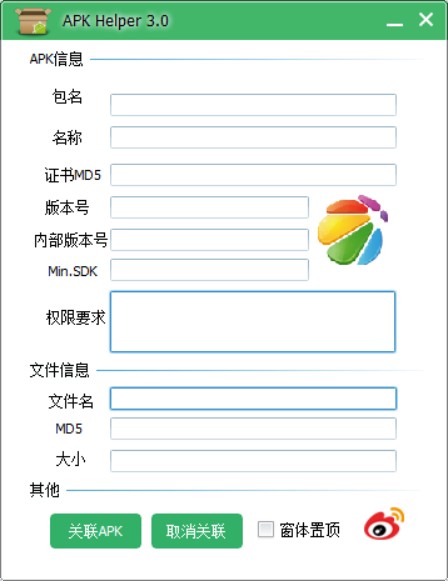 APK Helper 3.0
APK信息
包名
名称
证书MD5
版本号
内部版本号
Min.SDK
权限要求
文件信息
文件名
MD5
大小
其他
关联APK 取消关联 窗体置顶